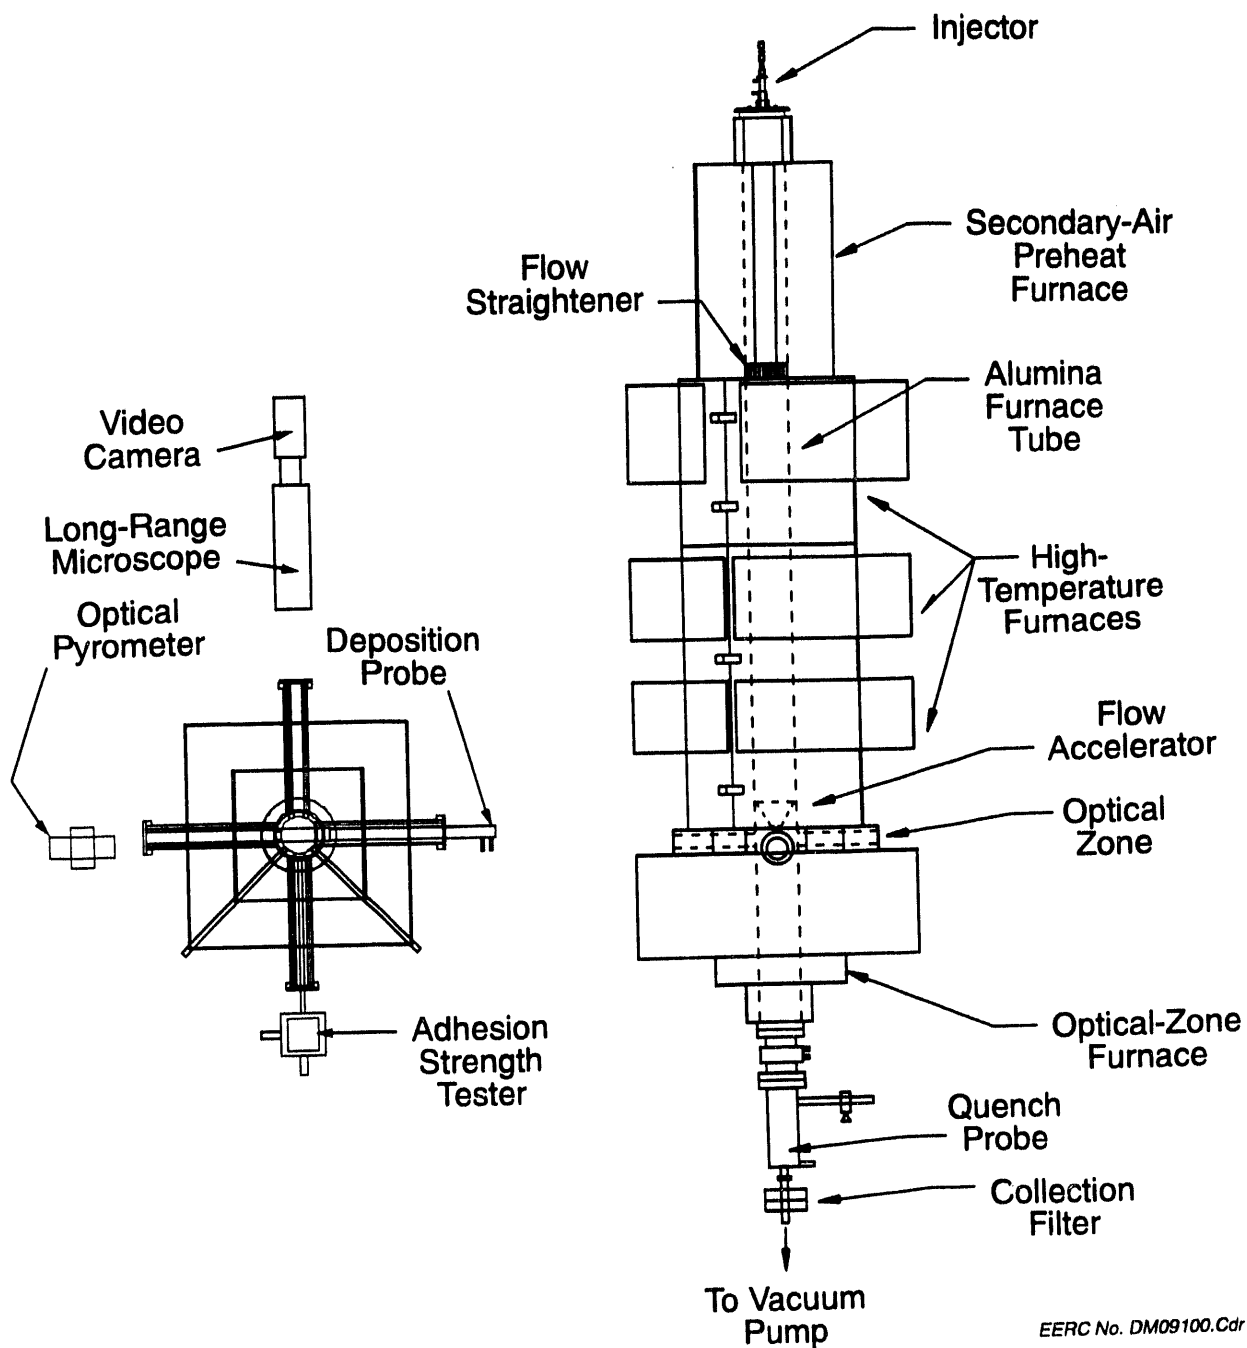 Injector
Secondary-Air
Preheat
Furnace
Flow
Straightener
Alumina
Furnace
Tube
Video
Camera
Long-Range
Microscope
High-
Temperature
Furnaces
Optical
Pyrometer
Deposition
Probe
Flow
Accelerator
Optical
Zone
Adhesion
Strength
Tester
Optical-Zone
Furnace
Quench
Probe
Collection
Filter
To Vacuum
Pump
EERC No. DM09100.Cdr